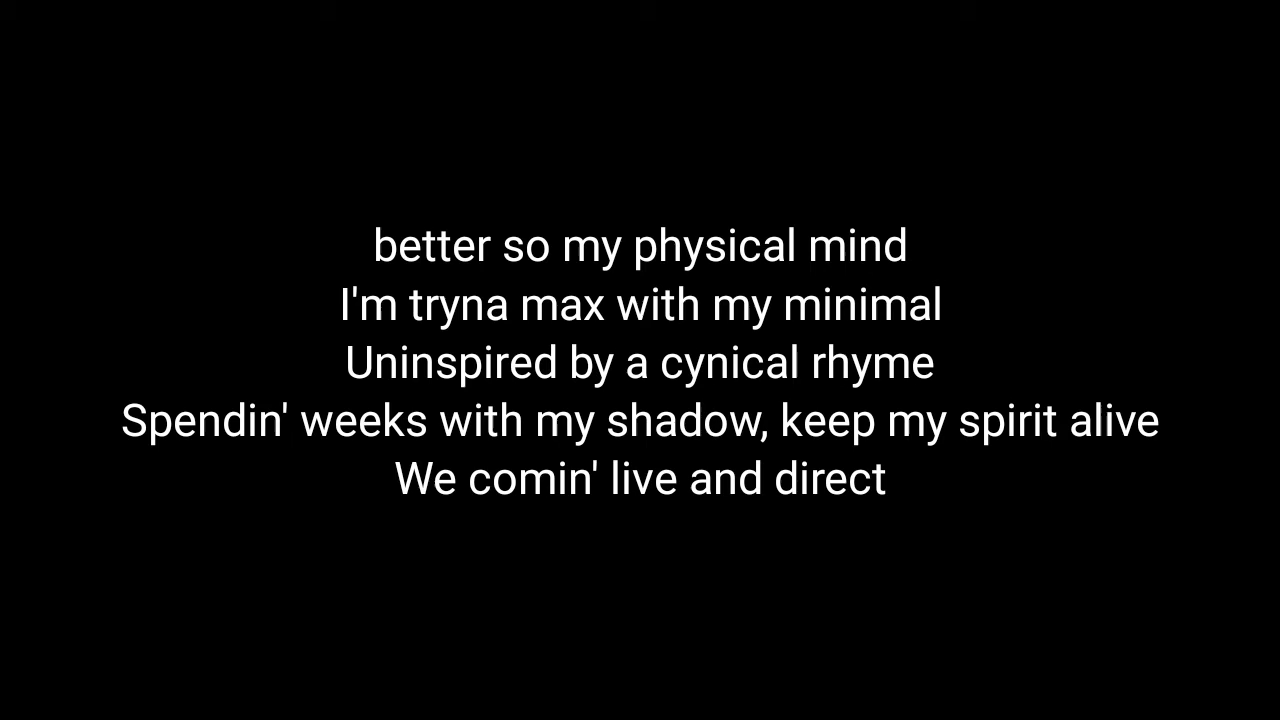 better so my physical mind
I'm tryna max with my minimal
Uninspired by a cynical rhyme
Spendin' weeks with my shadow, keep my spirit alive
We comin' live and direct